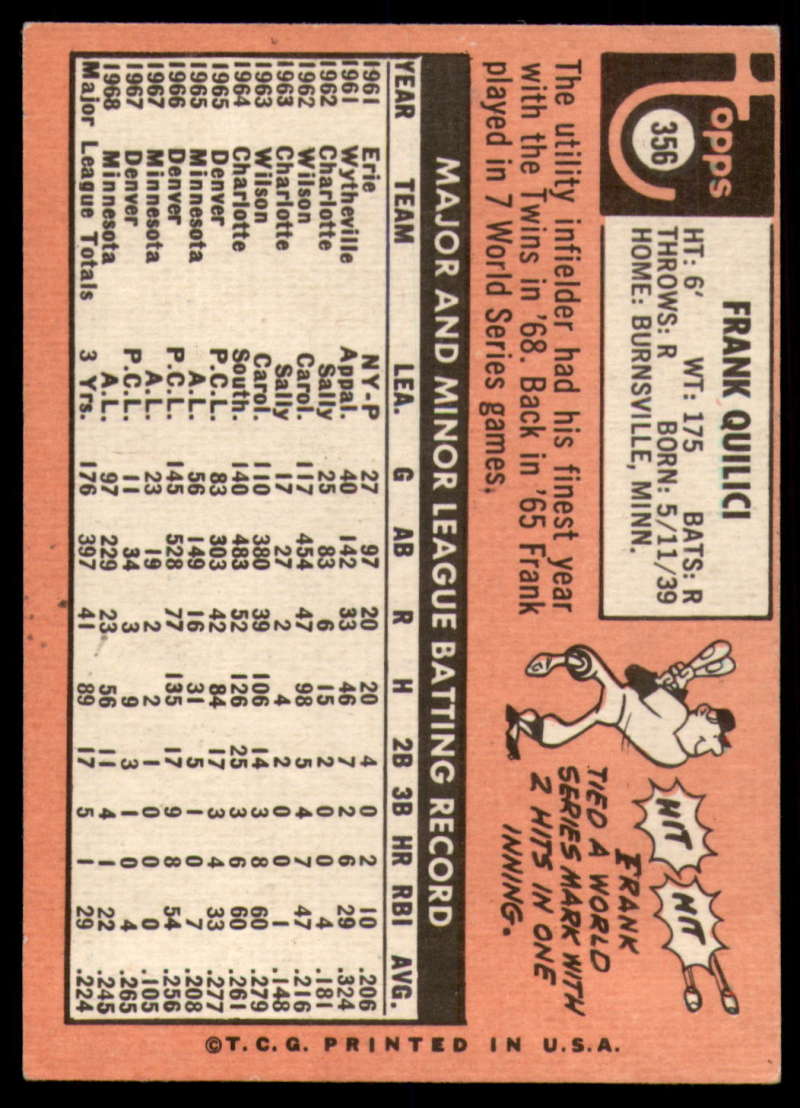 Topps
356
FRANK QUILICI
HT: 6' WT: 175 BATS: R
THROWS: R BORN: 5/11/39
HOME: BURNSVILLE, MINN.
The utility infielder had his finest year
with the Twins in '68. Back in '65 Frank
played in 7 World Series games.
HIT HIT
FRANK
TIED A WORLD
SERIES MARK WITH
2 HITS IN ONE
INNING.
MAJOR AND MINOR LEAGUE BATTING RECORD
YEAR TEAM LEA. G AB R H 2B 3B HR RBI AVG.
1961 Erie NY-P 27 97 20 20 4 0 2 10 .206
1961 Wytheville Appal. 40 142 33 46 7 2 6 29 .324
1962 Charlotte Sally 25 83 6 15 2 0 0 4 .181
1962 Wilson Carol. 117 454 47 98 5 4 7 47 .216
1963 Charlotte Sally 17 27 2 4 2 0 0 1 .148
1963 Wilson Carol. 110 380 39 106 14 3 8 60 .279
1964 Charlotte South. 140 483 52 126 25 3 6 60 .261
1965 Denver P.C.L. 83 303 42 84 17 3 4 33 .277
1965 Minnesota A.L. 56 149 16 31 5 1 0 7 .208
1966 Denver P.C.L. 145 528 77 135 17 9 8 54 .256
1967 Minnesota A.L. 23 19 2 2 1 0 0 0 .105
1967 Denver P.C.L. 11 34 3 9 3 1 0 4 .265
1968 Minnesota A.L. 97 229 23 56 11 4 1 22 .245
Major League Totals 3 Yrs. 176 397 41 89 17 5 1 29 .224
©T.C.G. PRINTED IN U.S.A.